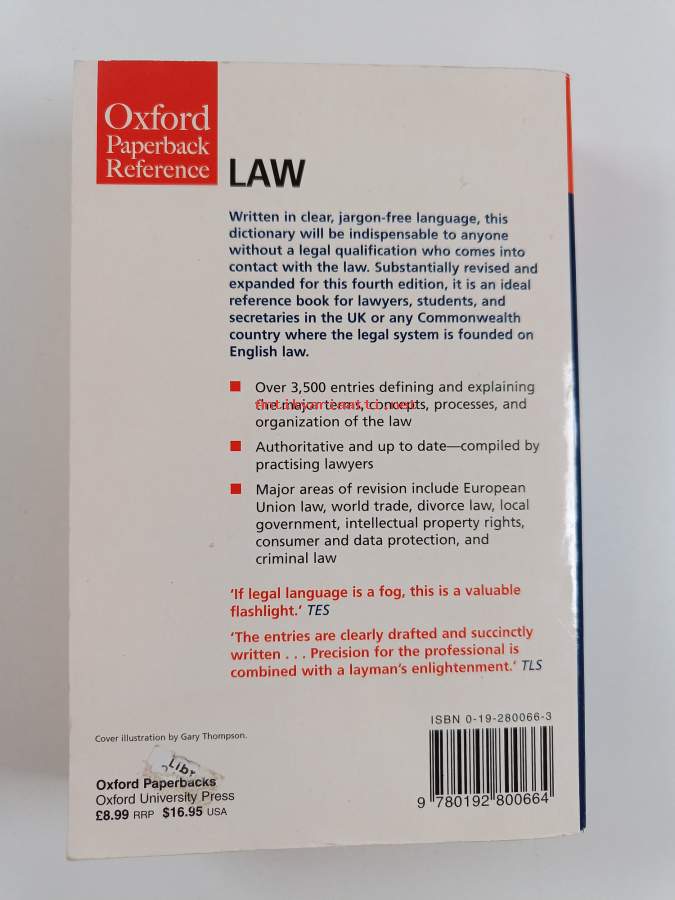 Oxford
Paperback
Reference
LAW
Written in clear, jargon-free language, this
dictionary will be indispensable to anyone
without a legal qualification who comes into
contact with the law. Substantially revised and
expanded for this fourth edition, it is an ideal
reference book for lawyers, students, and
secretaries in the UK or any Commonwealth
country where the legal system is founded on
English law.
Over 3,500 entries defining and explaining
the major terms, concepts, processes, and
organization of the law
Authoritative and up to date—compiled by
practising lawyers
Major areas of revision include European
Union law, world trade, divorce law, local
government, intellectual property rights,
consumer and data protection, and
criminal law
‘If legal language is a fog, this is a valuable
flashlight.’ TES
‘The entries are clearly drafted and succinctly
written . . . Precision for the professional is
combined with a layman’s enlightenment.’ TLS
ISBN 0-19-280066-3
9 780192 800664
Cover illustration by Gary Thompson.
Libr
Oxford Paperbacks
Oxford University Press
£8.99 RRP $16.95 USA